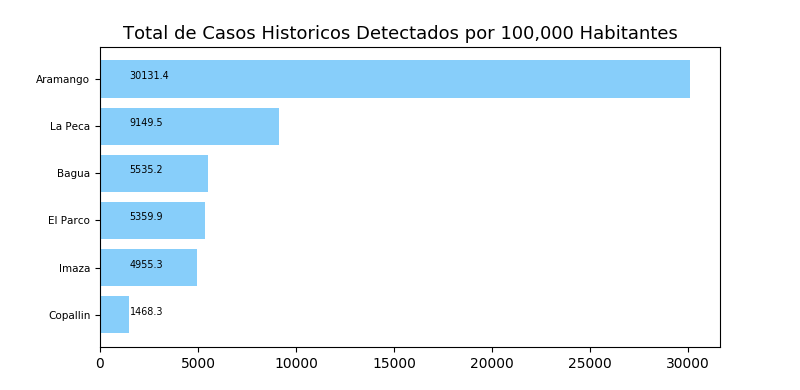 Total de Casos Historicos Detectados por 100,000 Habitantes
Aramango 30131.4
La Peca 9149.5
Bagua 5535.2
El Parco 5359.9
Imaza 4955.3
Copallin 1468.3
0 5000 10000 15000 20000 25000 30000